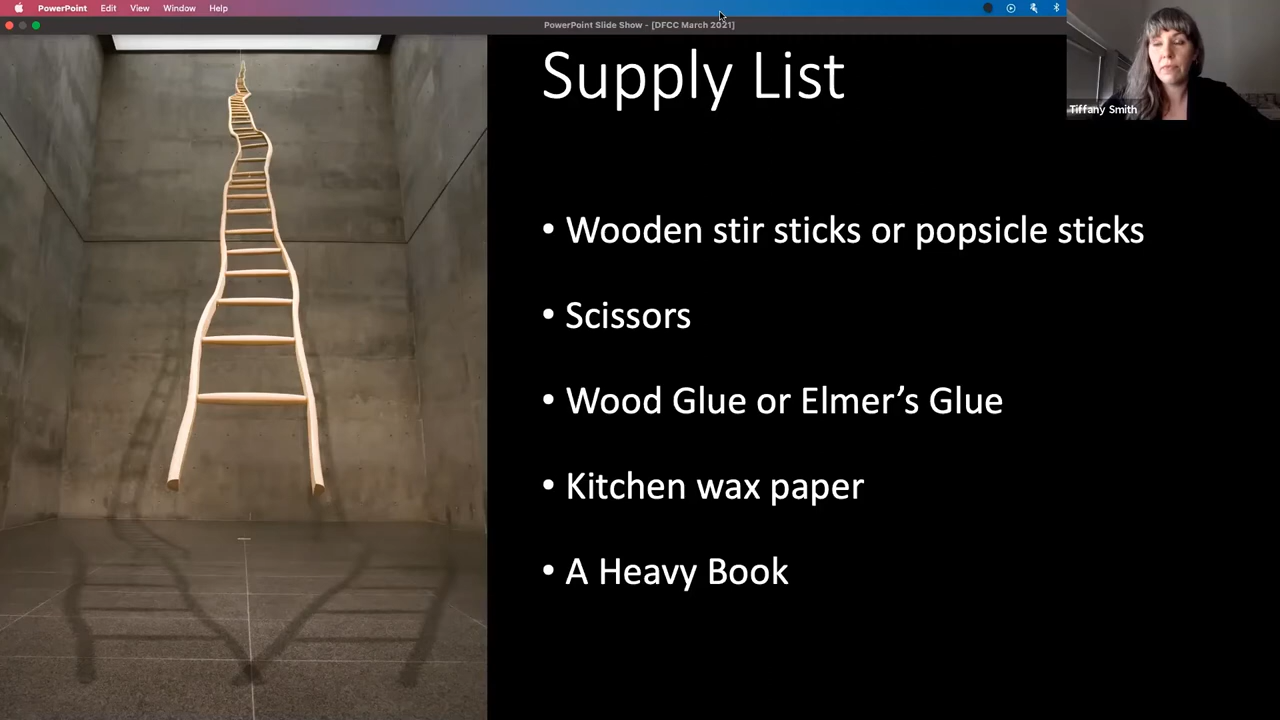 PowerPoint Edit View Window Help
PowerPoint Slide Show - [DFCC March 2021]
Supply List
Tiffany Smith
• Wooden stir sticks or popsicle sticks
• Scissors
• Wood Glue or Elmer’s Glue
• Kitchen wax paper
• A Heavy Book